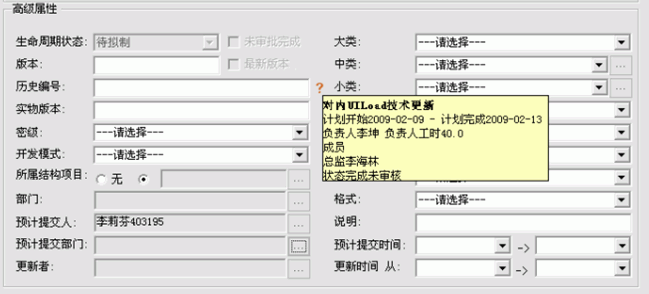 高级属性
生命周期状态: 待拟制 未审批完成 大类: ---请选择---
版本: 最新版本 中类: ---请选择---
历史编号: ? 小类: ---请选择---
实物版本:
密级: ---请选择---
开发模式: ---请选择---
对内UILoad技术更新
计划开始2009-02-09 - 计划完成2009-02-13
负责人李坤 负责人工时40.0
成员
总监李海林
状态完成未审核
所属结构项目: 无
部门: 格式: ---请选择---
预计提交人: 李莉芬403195 说明:
预计提交部门: 预计提交时间: ->
更新者: 更新时间 从: ->